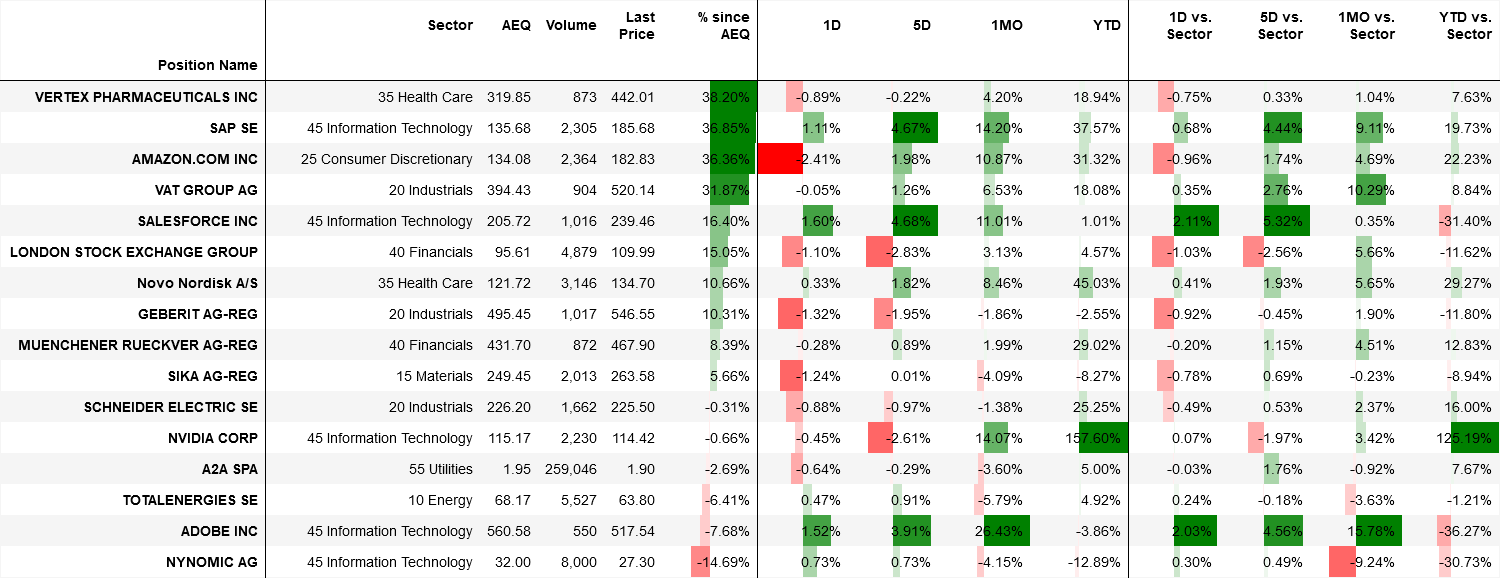 Position Name Sector AEQ Volume Last Price % since AEQ 1D 5D 1MO YTD 1D vs. Sector 5D vs. Sector 1MO vs. Sector YTD vs. Sector
VERTEX PHARMACEUTICALS INC 35 Health Care 319.85 873 442.01 38.20% -0.89% -0.22% 4.20% 18.94% -0.75% 0.33% 1.04% 7.63%
SAP SE 45 Information Technology 135.68 2,305 185.68 36.85% 1.11% 4.67% 14.20% 37.57% 0.68% 4.44% 9.11% 19.73%
AMAZON.COM INC 25 Consumer Discretionary 134.08 2,364 182.83 36.36% -2.41% 1.98% 10.87% 31.32% -0.96% 1.74% 4.69% 22.23%
VAT GROUP AG 20 Industrials 394.43 904 520.14 31.87% -0.05% 1.26% 6.53% 18.08% 0.35% 2.76% 10.29% 8.84%
SALESFORCE INC 45 Information Technology 205.72 1,016 239.46 16.40% 1.60% 4.68% 11.01% 1.01% 2.11% 5.32% 0.35% -31.40%
LONDON STOCK EXCHANGE GROUP 40 Financials 95.61 4,879 109.99 15.05% -1.10% -2.83% 3.13% 4.57% -1.03% -2.56% 5.66% -11.62%
Novo Nordisk A/S 35 Health Care 121.72 3,146 134.70 10.66% 0.33% 1.82% 8.46% 45.03% 0.41% 1.93% 5.65% 29.27%
GEBERIT AG-REG 20 Industrials 495.45 1,017 546.55 10.31% -1.32% -1.95% -1.86% -2.55% -0.92% -0.45% 1.90% -11.80%
MUENCHENER RUECKVER AG-REG 40 Financials 431.70 872 467.90 8.39% -0.28% 0.89% 1.99% 29.02% -0.20% 1.15% 4.51% 12.83%
SIKA AG-REG 15 Materials 249.45 2,013 263.58 5.66% -1.24% 0.01% -4.09% -8.27% -0.78% 0.69% -0.23% -8.94%
SCHNEIDER ELECTRIC SE 20 Industrials 226.20 1,662 225.50 -0.31% -0.88% -0.97% -1.38% 25.25% -0.49% 0.53% 2.37% 16.00%
NVIDIA CORP 45 Information Technology 115.17 2,230 114.42 -0.66% -0.45% -2.61% 14.07% 157.60% 0.07% -1.97% 3.42% 125.19%
A2A SPA 55 Utilities 1.95 259,046 1.90 -2.69% -0.64% -0.29% -3.60% 5.00% -0.03% 1.76% -0.92% 7.67%
TOTALENERGIES SE 10 Energy 68.17 5,527 63.80 -6.41% 0.47% 0.91% -5.79% 4.92% 0.24% -0.18% -3.63% -1.21%
ADOBE INC 45 Information Technology 560.58 550 517.54 -7.68% 1.52% 3.91% 26.43% -3.86% 2.03% 4.56% 15.78% -36.27%
NYNOMIC AG 45 Information Technology 32.00 8,000 27.30 -14.69% 0.73% 0.73% -4.15% -12.89% 0.30% 0.49% -9.24% -30.73%